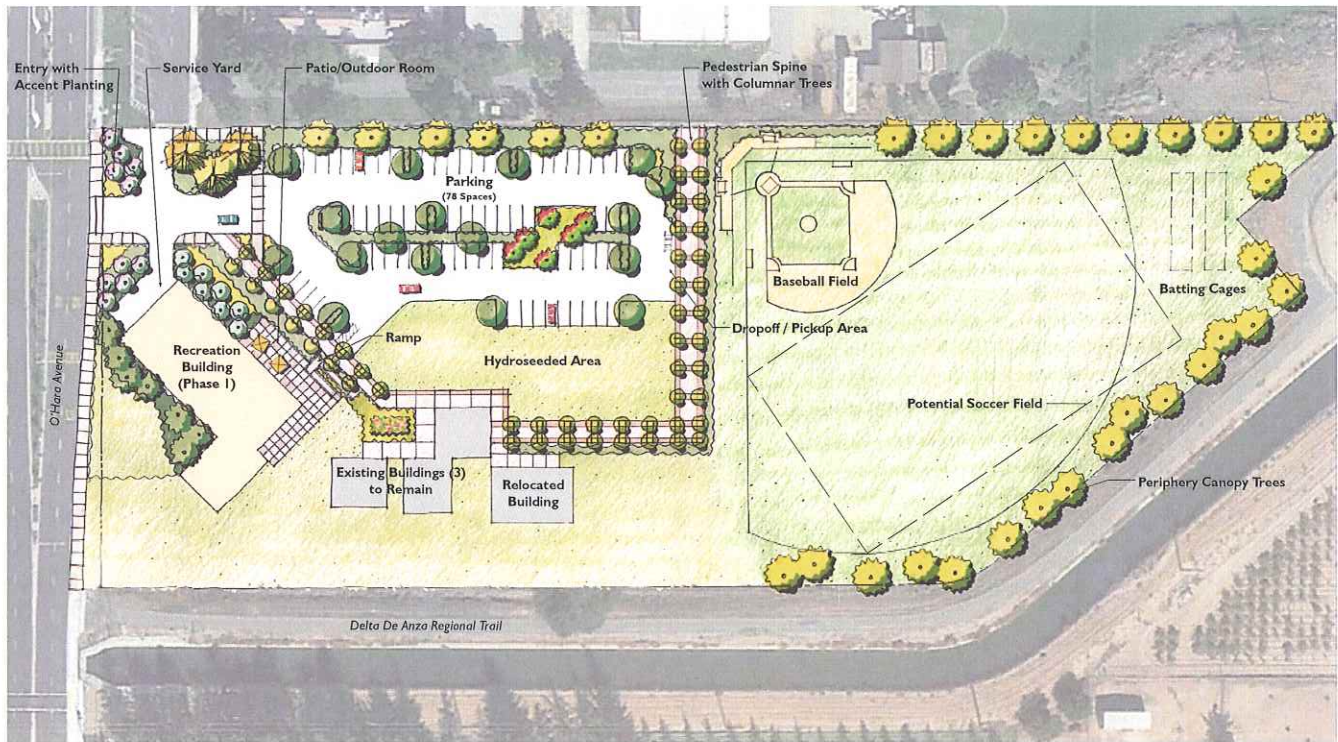 Entry with
Accent Planting
Service Yard
Patio/Outdoor Room
Pedestrian Spine
with Columnar Trees
Parking
(78 Spaces)
Baseball Field
Batting Cages
Dropoff / Pickup Area
Ramp
Hydroseeded Area
Recreation
Building
(Phase 1)
O'Hara Avenue
Potential Soccer Field
Existing Buildings (3)
to Remain
Relocated
Building
Periphery Canopy Trees
Delta De Anza Regional Trail